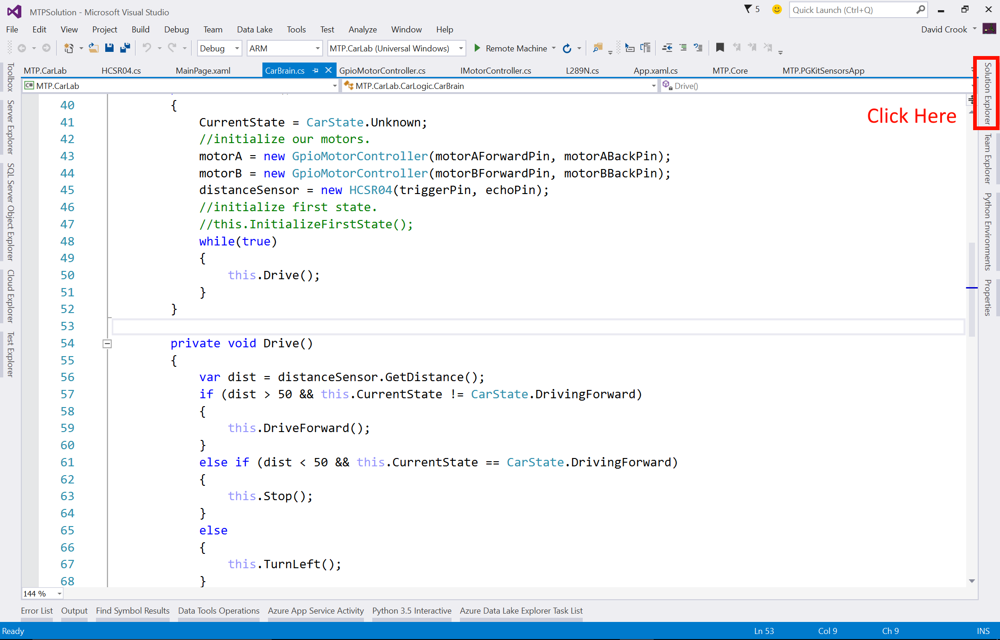 MTPSolution - Microsoft Visual Studio
5
Quick Launch (Ctrl+Q)
File Edit View Project Build Debug Team Data Lake Tools Test Analyze Window Help
David Crook
Debug ARM MTP.CarLab (Universal Windows) Remote Machine
MTP.CarLab HCSR04.cs MainPage.xaml CarBrain.cs GpioMotorController.cs IMotorController.cs L289N.cs App.xaml.cs MTP.Core MTP.PGKitSensorsApp
C# MTP.CarLab MTP.CarLab.CarLogic.CarBrain Drive()
Toolbox
Server Explorer
SQL Server Object Explorer
Cloud Explorer
Test Explorer
40 {
41 CurrentState = CarState.Unknown;
42 //initialize our motors.
43 motorA = new GpioMotorController(motorAForwardPin, motorABackPin);
44 motorB = new GpioMotorController(motorBForwardPin, motorBBackPin);
45 distanceSensor = new HCSR04(triggerPin, echoPin);
46 //initialize first state.
47 //this.InitializeFirstState();
48 while(true)
49 {
50 this.Drive();
51 }
52 }
53
54 private void Drive()
55 {
56 var dist = distanceSensor.GetDistance();
57 if (dist > 50 && this.CurrentState != CarState.DrivingForward)
58 {
59 this.DriveForward();
60 }
61 else if (dist < 50 && this.CurrentState == CarState.DrivingForward)
62 {
63 this.Stop();
64 }
65 else
66 {
67 this.TurnLeft();
68 }
Click Here
Solution Explorer
Team Explorer
Python Environments
Properties
144 %
Error List Output Find Symbol Results Data Tools Operations Azure App Service Activity Python 3.5 Interactive Azure Data Lake Explorer Task List
Ready Ln 53 Col 9 Ch 9 INS